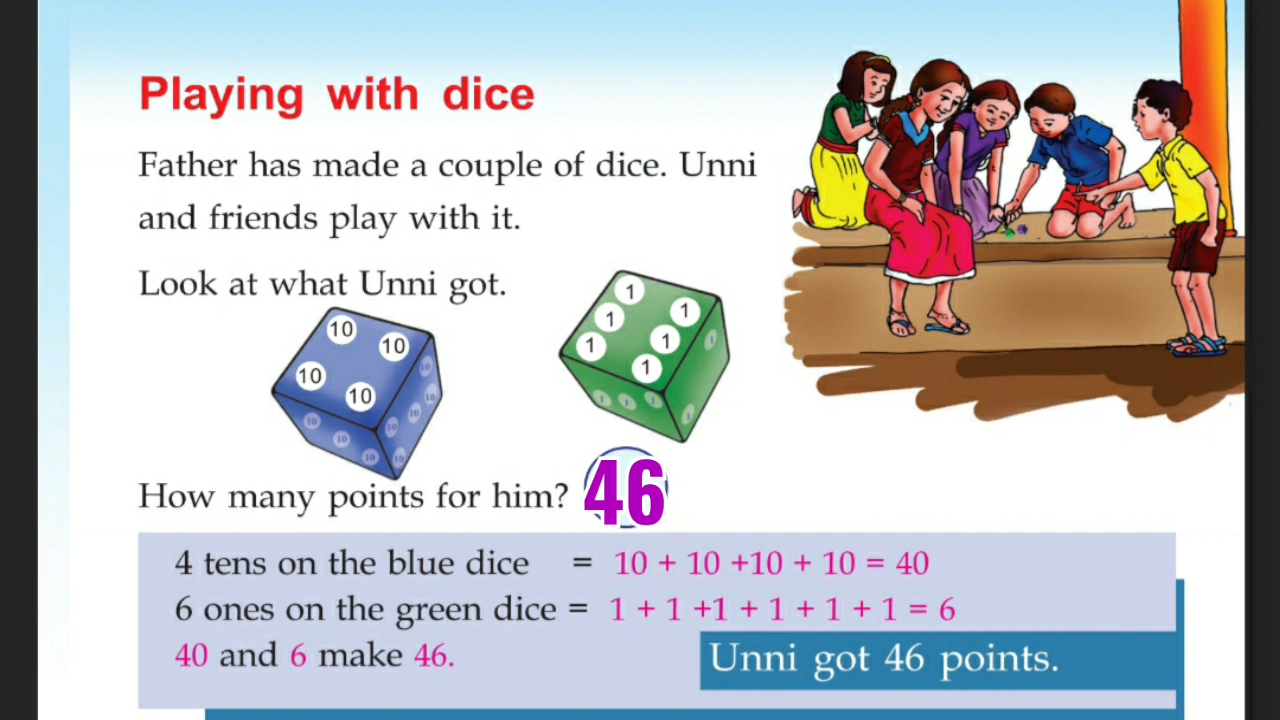 Playing with dice
Father has made a couple of dice. Unni
and friends play with it.
Look at what Unni got.
10 10
10 10
1 1
1 1
1 1
How many points for him? 46
4 tens on the blue dice = 10 + 10 +10 + 10 = 40
6 ones on the green dice = 1 + 1 +1 + 1 + 1 + 1 = 6
40 and 6 make 46.
Unni got 46 points.